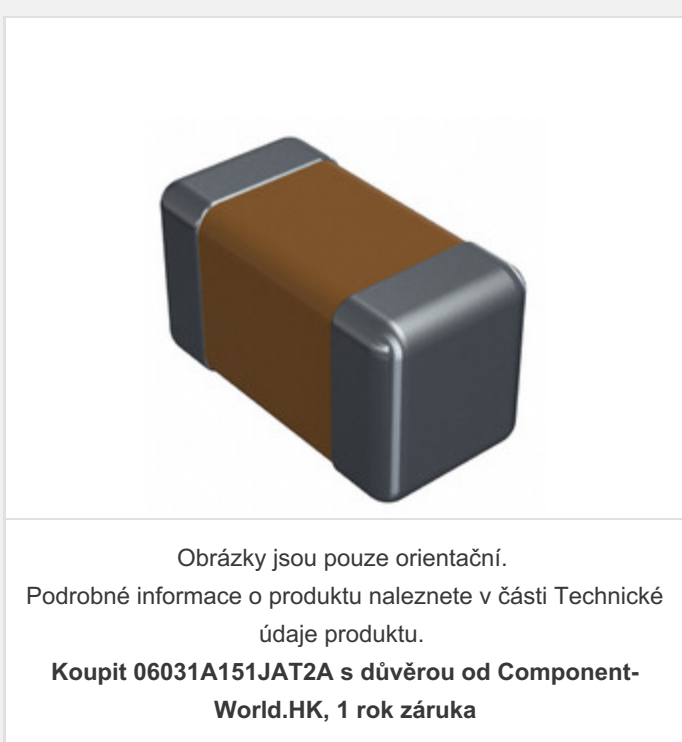 Obrázky jsou pouze orientační.
Podrobné informace o produktu naleznete v části Technické
údaje produktu.
Koupit 06031A151JAT2A s důvěrou od Component-
World.HK, 1 rok záruka